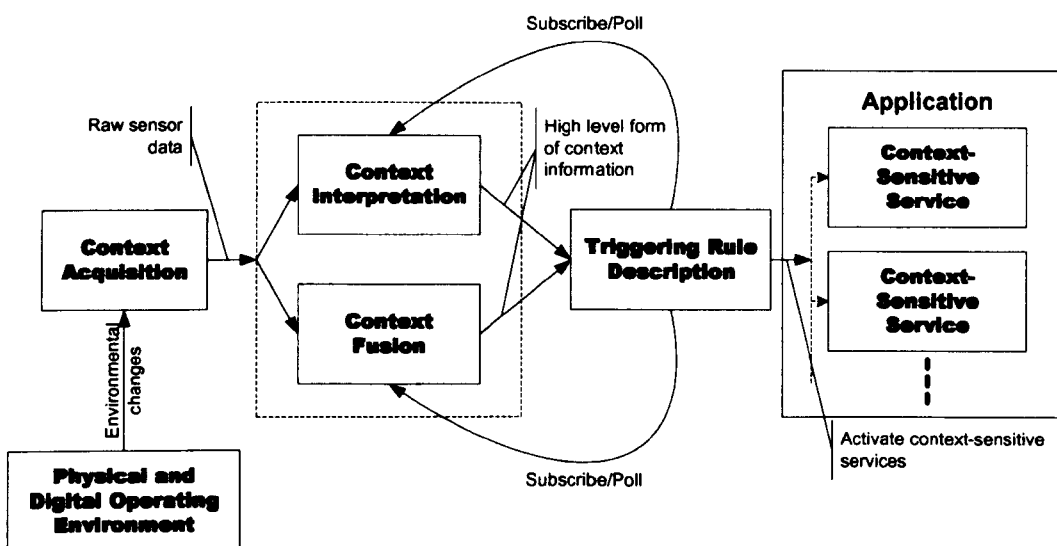 Subscribe/Poll
Raw sensor
data
Context
Interpretation
High level form
of context
information
Application
Context-
Sensitive
Service
Context
Acquisition
Triggering Rule
Description
Context-
Sensitive
Service
Context
Fusion
Environmental
changes
Activate context-sensitive
services
Subscribe/Poll
Physical and
Digital Operating
Environment